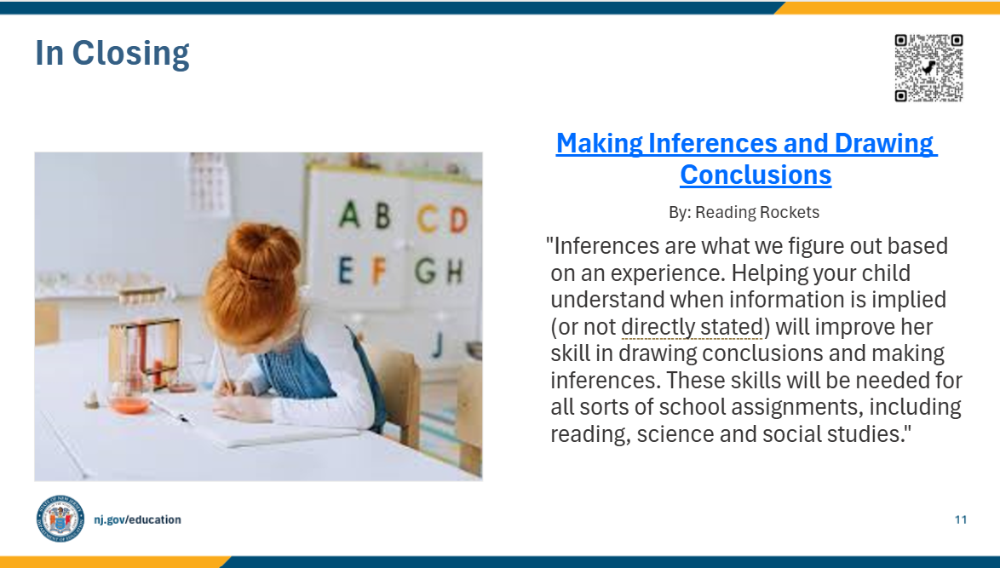 In Closing
Making Inferences and Drawing
Conclusions
By: Reading Rockets
"Inferences are what we figure out based
on an experience. Helping your child
understand when information is implied
(or not directly stated) will improve her
skill in drawing conclusions and making
inferences. These skills will be needed for
all sorts of school assignments, including
reading, science and social studies."
A B C D
E F G H
J
nj.gov/education
11